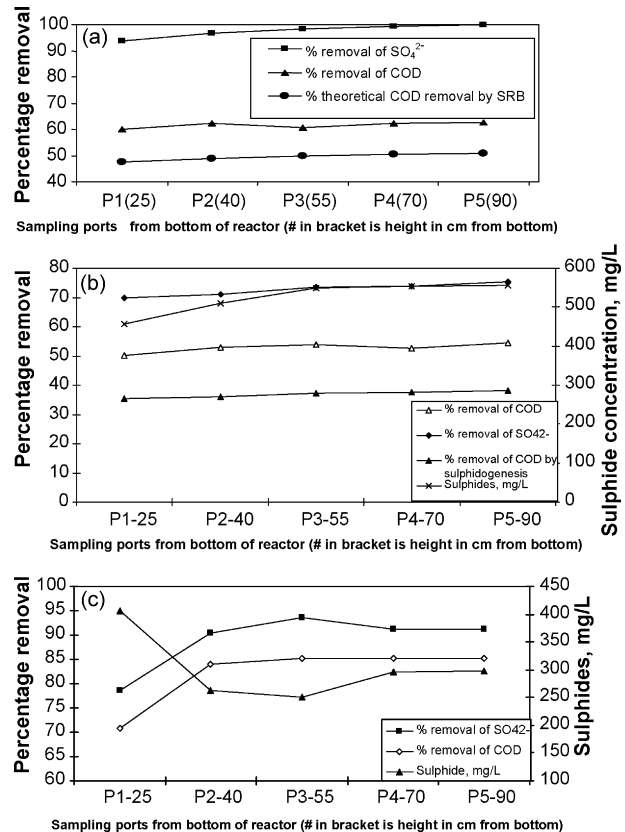 (a)
Percentage removal
100
90
80
70
60
50
40
% removal of SO₄²⁻
% removal of COD
% theoretical COD removal by SRB
P1(25) P2(40) P3(55) P4(70) P5(90)
Sampling ports from bottom of reactor (# in bracket is height in cm from bottom)
(b)
Percentage removal
80
70
60
50
40
30
20
10
0
Sulphide concentration, mg/L
600
500
400
300
200
100
0
% removal of COD
% removal of SO42-
% removal of COD by
sulphidogenesis
Sulphides, mg/L
P1-25 P2-40 P3-55 P4-70 P5-90
Sampling ports from bottom of reactor (# in bracket is height in cm from bottom)
(c)
Percentage removal
100
95
90
85
80
75
70
65
60
Sulphides, mg/L
450
400
350
300
250
200
150
100
% removal of SO42-
% removal of COD
Sulphide, mg/L
P1-25 P2-40 P3-55 P4-70 P5-90
Sampling ports from bottom of reactor (# in bracket is height in cm from bottom)